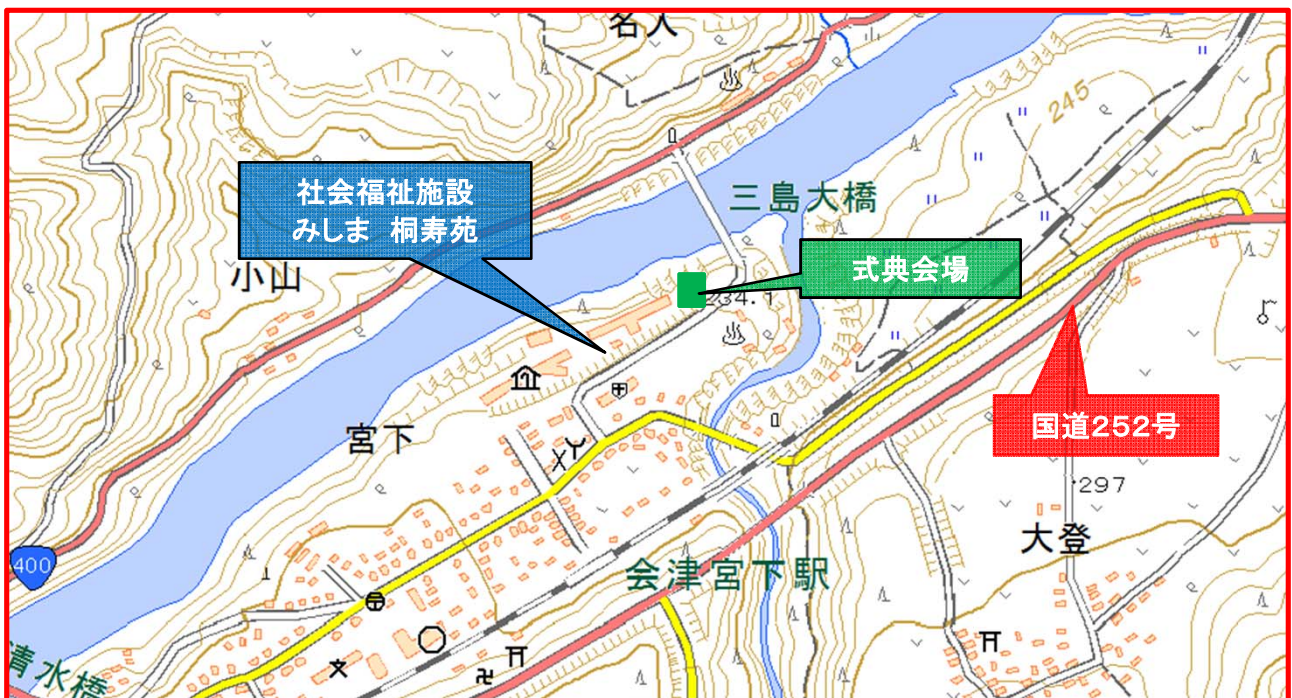 名入
245
社会福祉施設
みしま 桐寿苑
三島大橋
小山
式典会場
234.1
国道252号
宮下
297
大登
400
会津宮下駅
清水橋